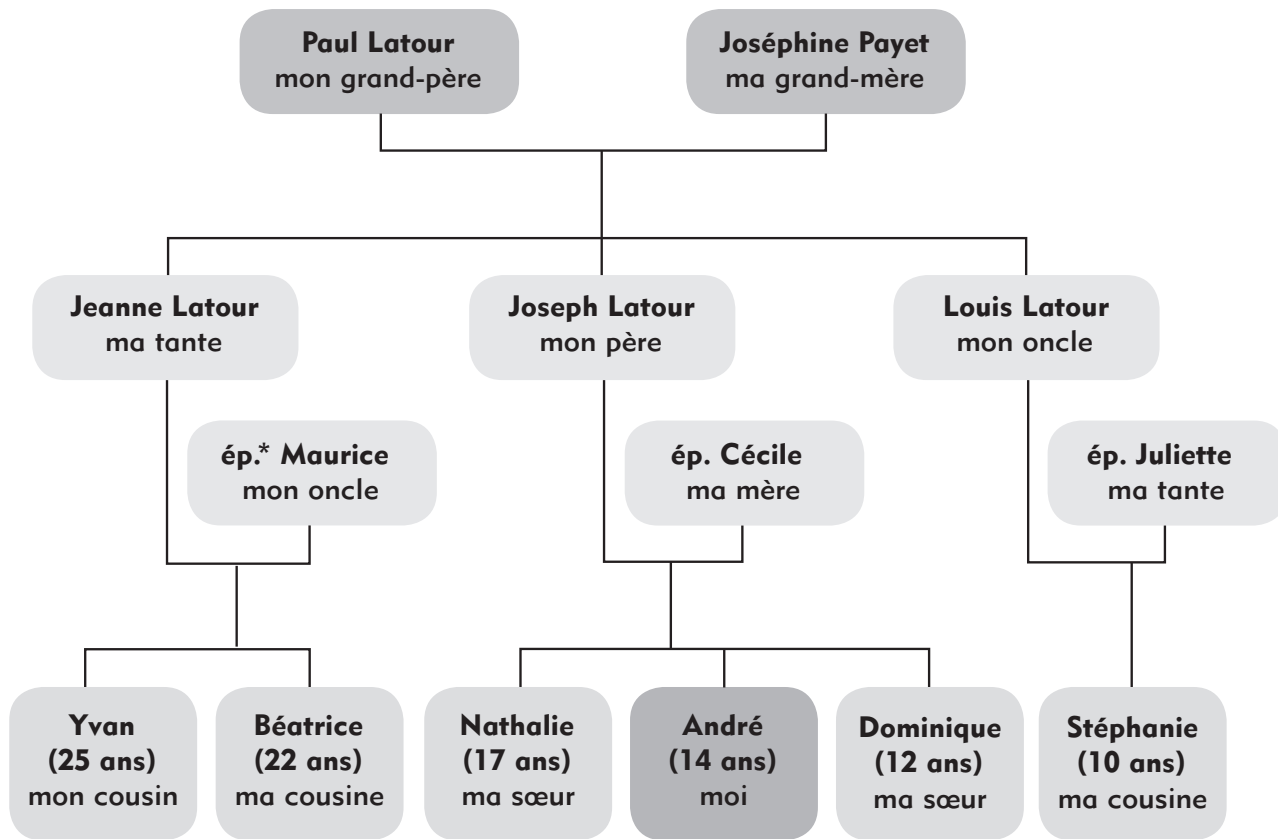 Paul Latour
mon grand-père
Joséphine Payet
ma grand-mère
Jeanne Latour
ma tante
Joseph Latour
mon père
Louis Latour
mon oncle
ép.* Maurice
mon oncle
ép. Cécile
ma mère
ép. Juliette
ma tante
Yvan
(25 ans)
mon cousin
Béatrice
(22 ans)
ma cousine
Nathalie
(17 ans)
ma sœur
André
(14 ans)
moi
Dominique
(12 ans)
ma sœur
Stéphanie
(10 ans)
ma cousine